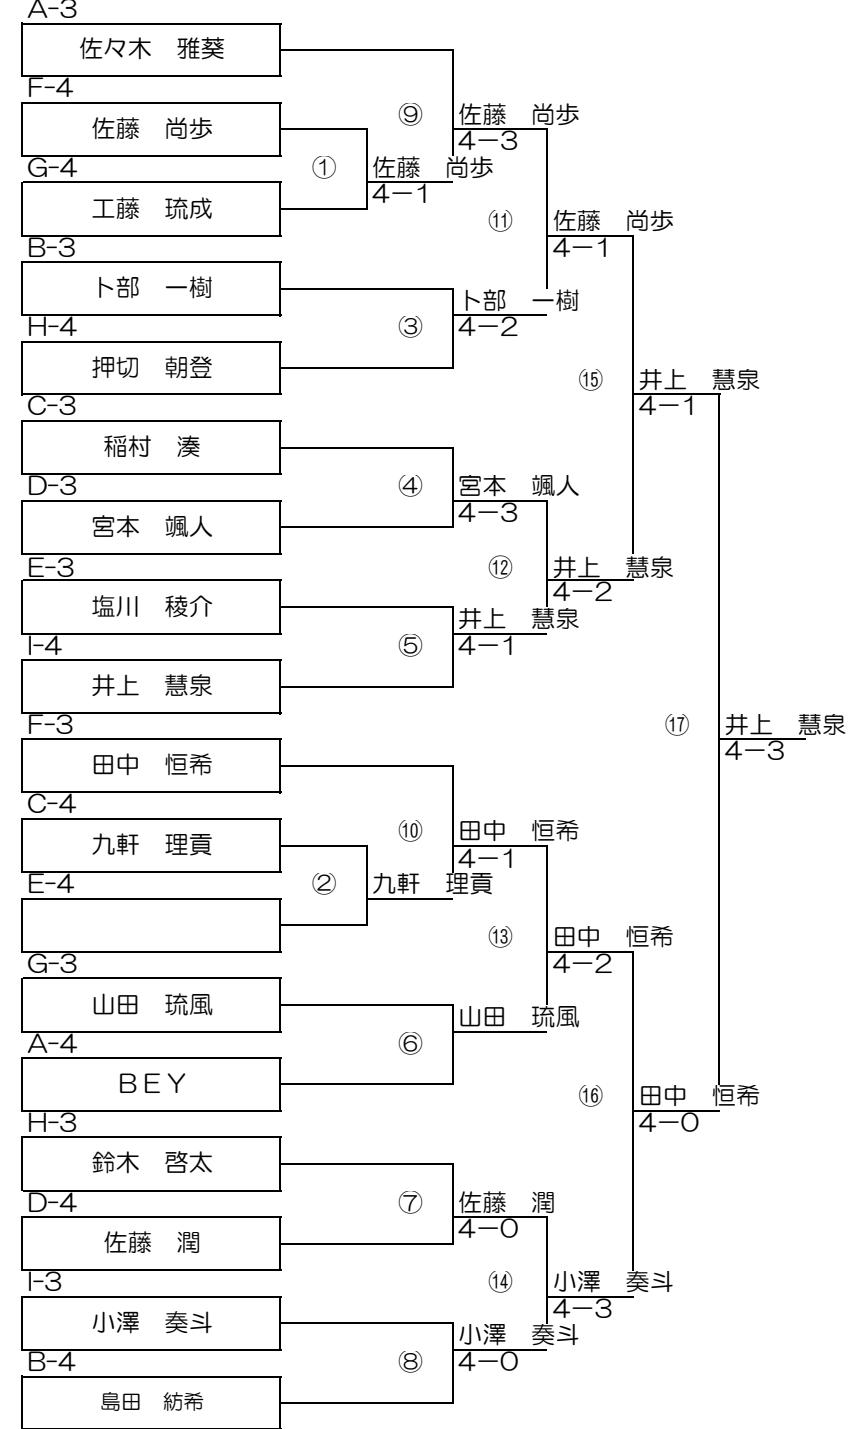 A-3
佐々木　雅葵
F-4
⑨ 佐藤　尚歩
佐藤　尚歩
4－3
G-4
① 佐藤　尚歩
4－1
工藤　琉成
⑪ 佐藤　尚歩
B-3
4－1
卜部　一樹
卜部　一樹
H-4
③ 4－2
押切　朝登
⑮ 井上　慧泉
C-3
4－1
稲村　湊
D-3
④ 宮本　颯人
4－3
宮本　颯人
E-3
⑫ 井上　慧泉
4－2
塩川　稜介
井上　慧泉
I-4
⑤ 4－1
井上　慧泉
F-3
⑰ 井上　慧泉
4－3
田中　恒希
C-4
⑩ 田中　恒希
九軒　理貢
4－1
E-4
② 九軒　理貢
⑬ 田中　恒希
G-3
4－2
山田　琉風
山田　琉風
A-4
⑥
ＢＥＹ
⑯ 田中　恒希
H-3
4－0
鈴木　啓太
D-4
⑦ 佐藤　潤
4－0
佐藤　潤
I-3
⑭ 小澤　奏斗
4－3
小澤　奏斗
小澤　奏斗
B-4
⑧ 4－0
島田　紡希